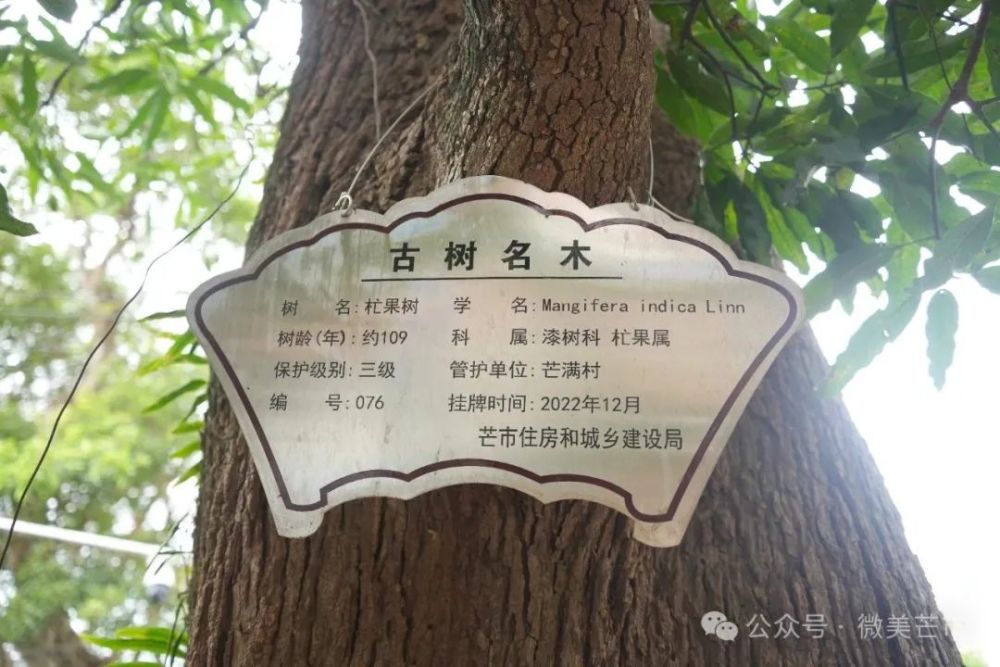 古树名木
树 名:杧果树 学 名:Mangifera indica Linn
树龄(年):约109 科 属:漆树科 杧果属
保护级别:三级 管护单位:芒满村
编 号:076 挂牌时间:2022年12月
芒市住房和城乡建设局
公众号 · 微美芒市